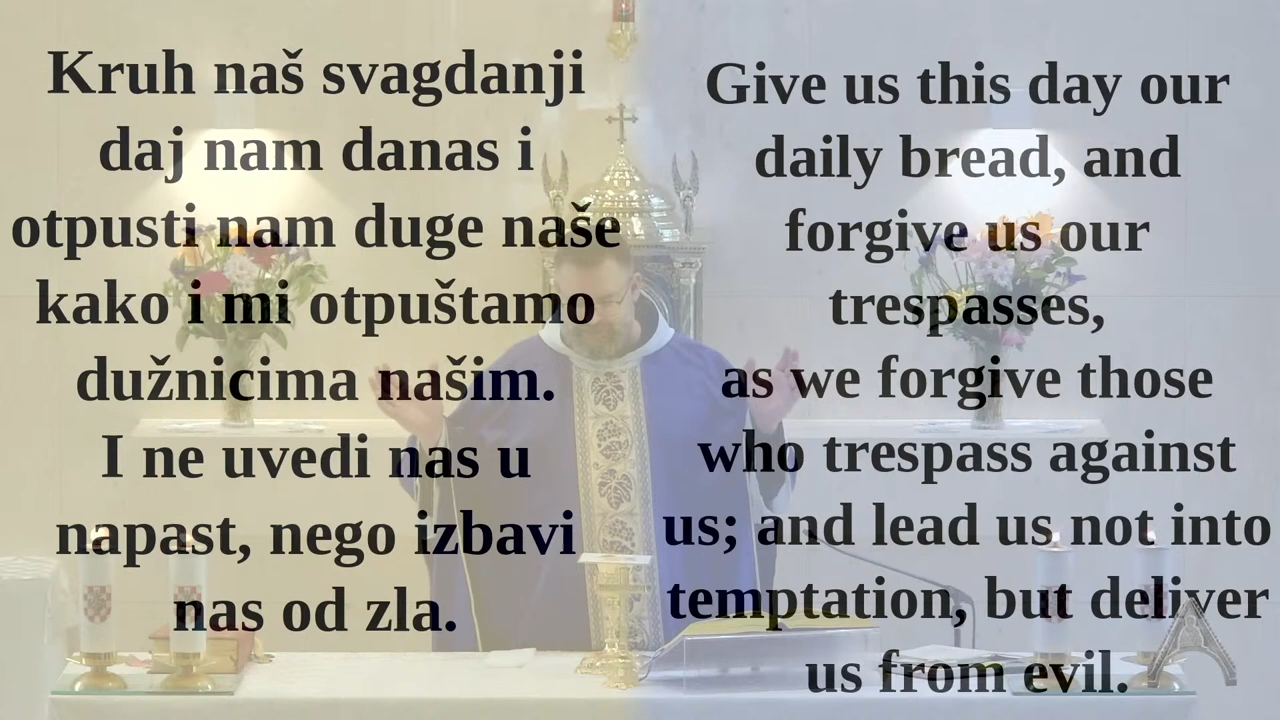 Kruh naš svagdanji
daj nam danas i
otpusti nam duge naše
kako i mi otpuštamo
dužnicima našim.
I ne uvedi nas u
napast, nego izbavi
nas od zla.
Give us this day our
daily bread, and
forgive us our
trespasses,
as we forgive those
who trespass against
us; and lead us not into
temptation, but deliver
us from evil.